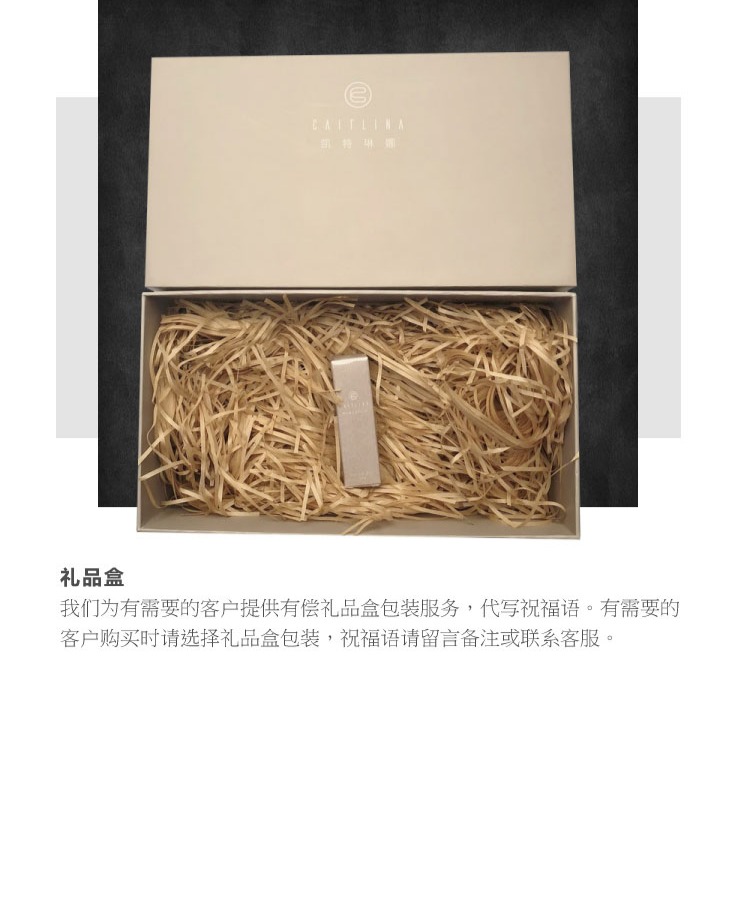 CAITLINA
凯特琳娜
礼品盒
我们为有需要的客户提供有偿礼品盒包装服务，代写祝福语。有需要的
客户购买时请选择礼品盒包装，祝福语请留言备注或联系客服。